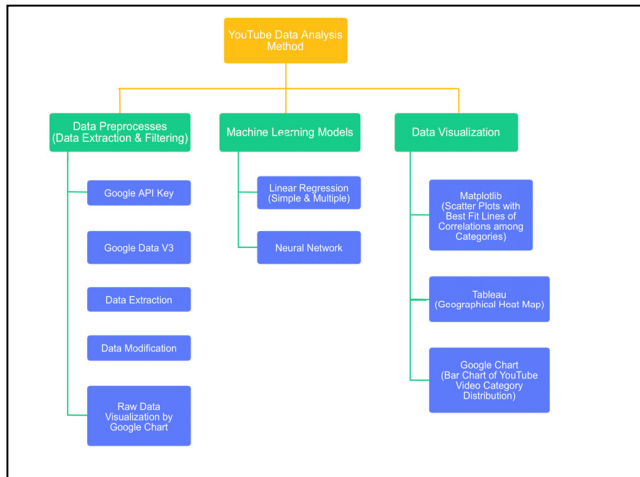 YouTube Data Analysis
Method
Data Preprocesses
(Data Extraction & Filtering)
Machine Learning Models
Data Visualization
Google API Key
Google Data V3
Data Extraction
Data Modification
Raw Data
Visualization by
Google Chart
Linear Regression
(Simple & Multiple)
Neural Network
Matplotlib
(Scatter Plots with
Best Fit Lines of
Correlations among
Categories)
Tableau
(Geographical Heat Map)
Google Chart
(Bar Chart of YouTube
Video Category
Distribution)